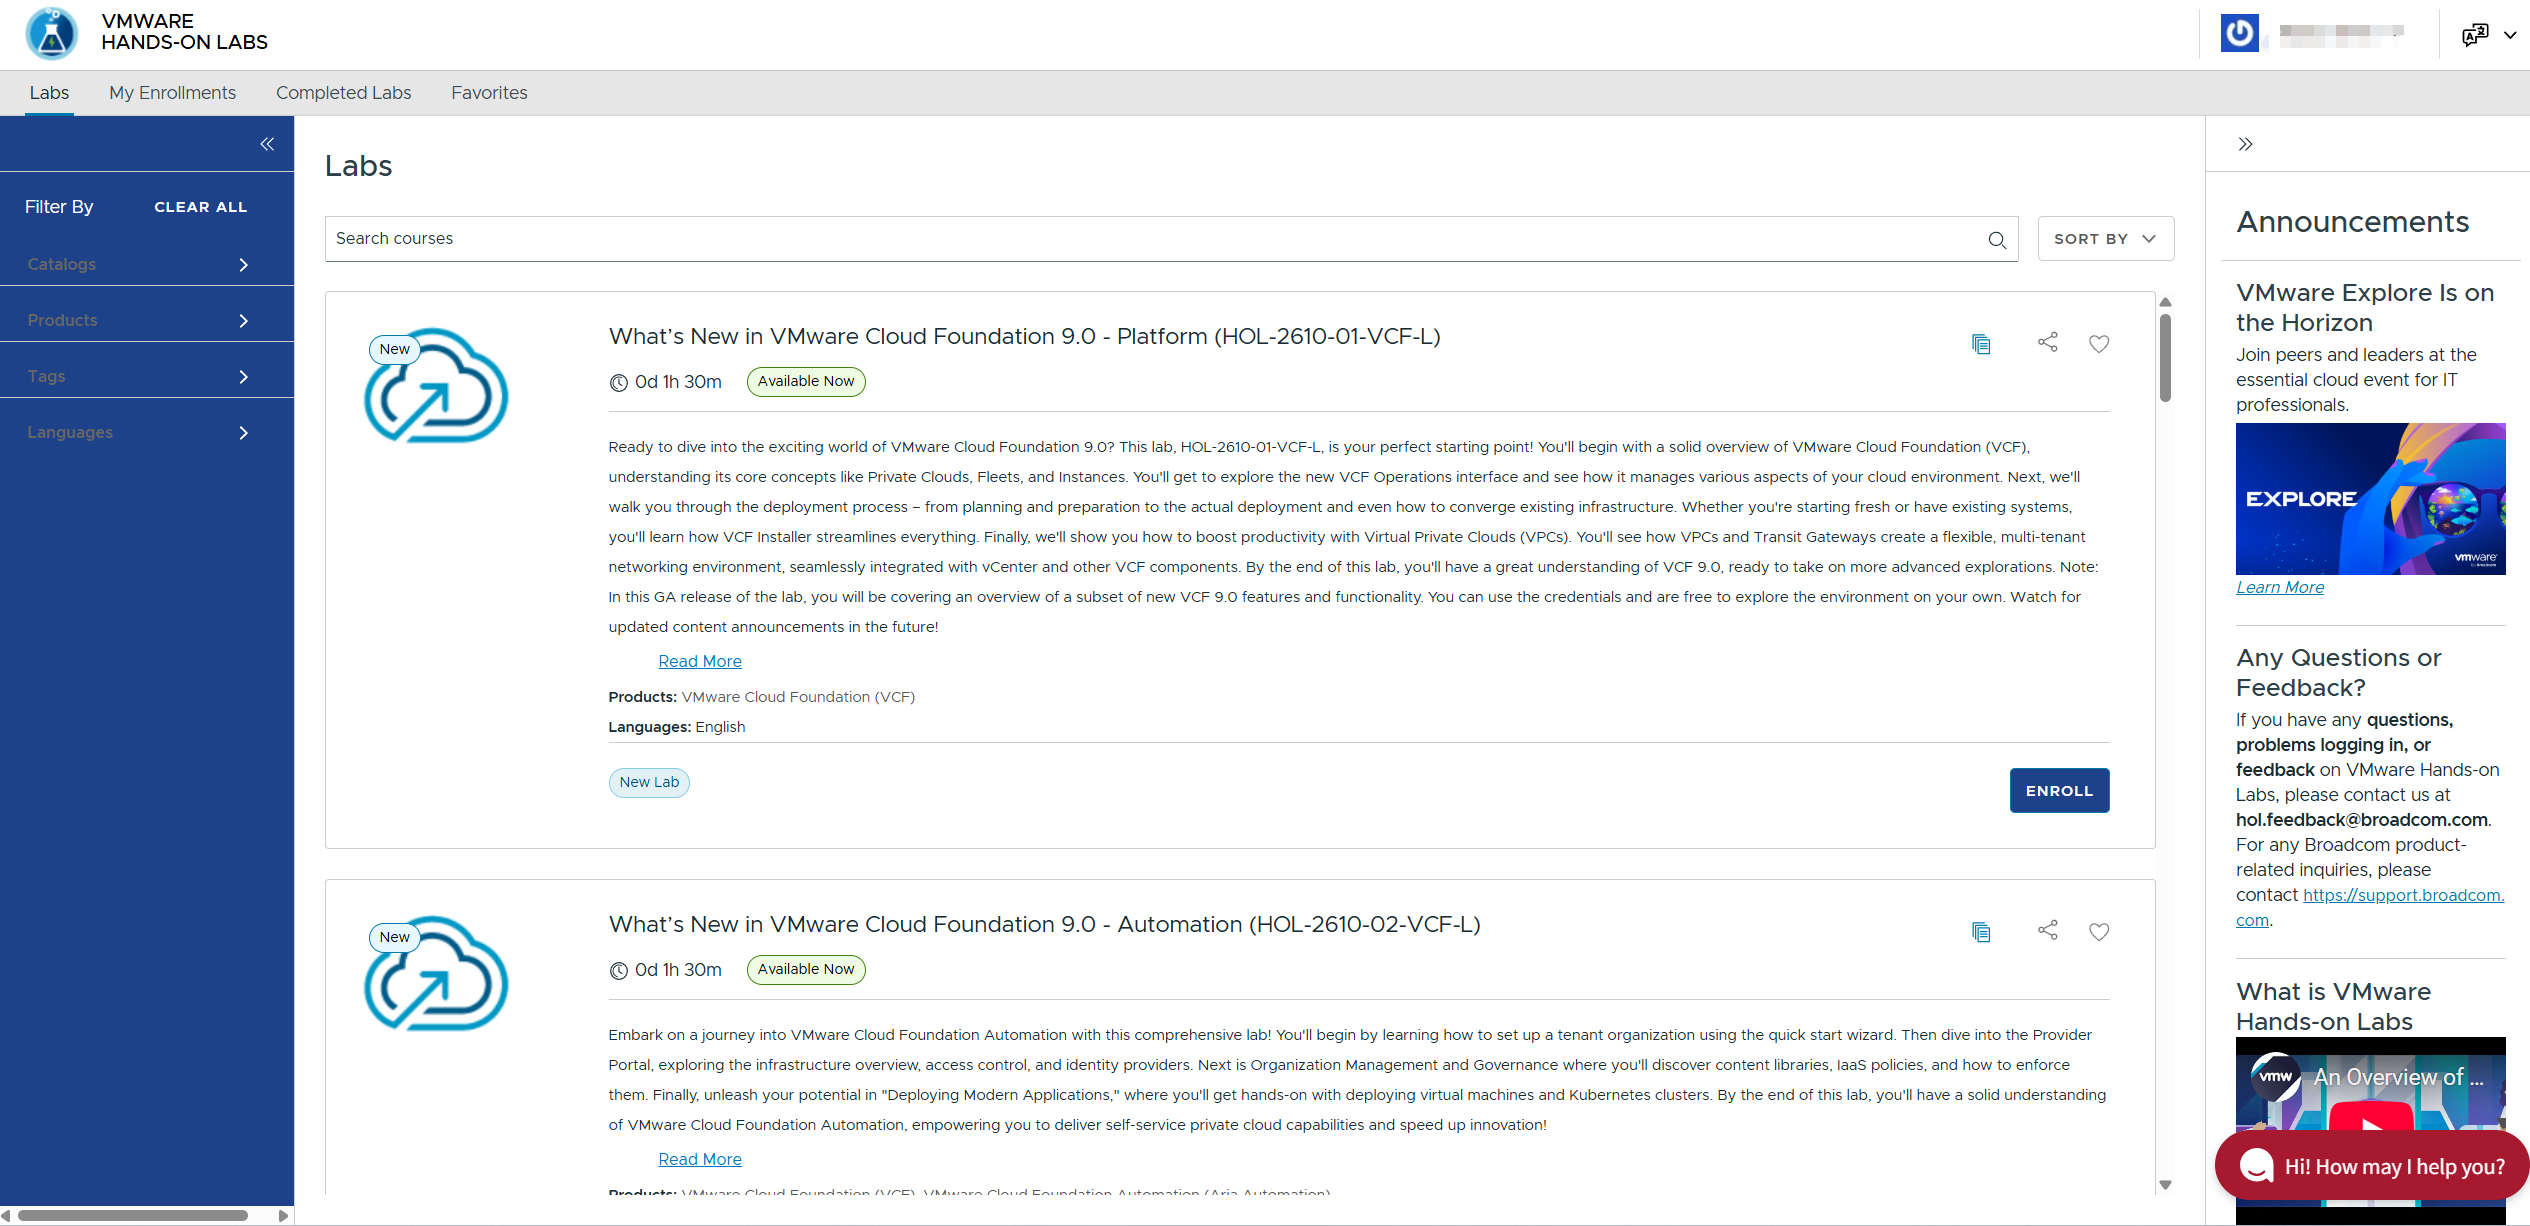 VMWARE
HANDS-ON LABS
Labs
My Enrollments
Completed Labs
Favorites
Filter By
CLEAR ALL
Catalogs
Products
Tags
Languages
Labs
Search courses
SORT BY
New
What’s New in VMware Cloud Foundation 9.0 - Platform (HOL-2610-01-VCF-L)
0d 1h 30m
Available Now
Ready to dive into the exciting world of VMware Cloud Foundation 9.0? This lab, HOL-2610-01-VCF-L, is your perfect starting point! You'll begin with a solid overview of VMware Cloud Foundation (VCF),
understanding its core concepts like Private Clouds, Fleets, and Instances. You'll get to explore the new VCF Operations interface and see how it manages various aspects of your cloud environment. Next, we'll
walk you through the deployment process – from planning and preparation to the actual deployment and even how to converge existing infrastructure. Whether you're starting fresh or have existing systems,
you'll learn how VCF Installer streamlines everything. Finally, we'll show you how to boost productivity with Virtual Private Clouds (VPCs). You'll see how VPCs and Transit Gateways create a flexible, multi-tenant
networking environment, seamlessly integrated with vCenter and other VCF components. By the end of this lab, you'll have a great understanding of VCF 9.0, ready to take on more advanced explorations. Note:
In this GA release of the lab, you will be covering an overview of a subset of new VCF 9.0 features and functionality. You can use the credentials and are free to explore the environment on your own. Watch for
updated content announcements in the future!
Read More
Products: VMware Cloud Foundation (VCF)
Languages: English
New Lab
ENROLL
New
What’s New in VMware Cloud Foundation 9.0 - Automation (HOL-2610-02-VCF-L)
0d 1h 30m
Available Now
Embark on a journey into VMware Cloud Foundation Automation with this comprehensive lab! You'll begin by learning how to set up a tenant organization using the quick start wizard. Then dive into the Provider
Portal, exploring the infrastructure overview, access control, and identity providers. Next is Organization Management and Governance where you'll discover content libraries, IaaS policies, and how to enforce
them. Finally, unleash your potential in "Deploying Modern Applications," where you'll get hands-on with deploying virtual machines and Kubernetes clusters. By the end of this lab, you'll have a solid understanding
of VMware Cloud Foundation Automation, empowering you to deliver self-service private cloud capabilities and speed up innovation!
Read More
Products: VMware Cloud Foundation (VCF), VMware Cloud Foundation Automation (Aria Automation)
Announcements
VMware Explore Is on
the Horizon
Join peers and leaders at the
essential cloud event for IT
professionals.
EXPLORE
vmware
by Broadcom
Learn More
Any Questions or
Feedback?
If you have any questions,
problems logging in, or
feedback on VMware Hands-on
Labs, please contact us at
hol.feedback@broadcom.com.
For any Broadcom product-
related inquiries, please
contact https://support.broadcom.
com.
What is VMware
Hands-on Labs
vmw
An Overview of ...
Hi! How may I help you?